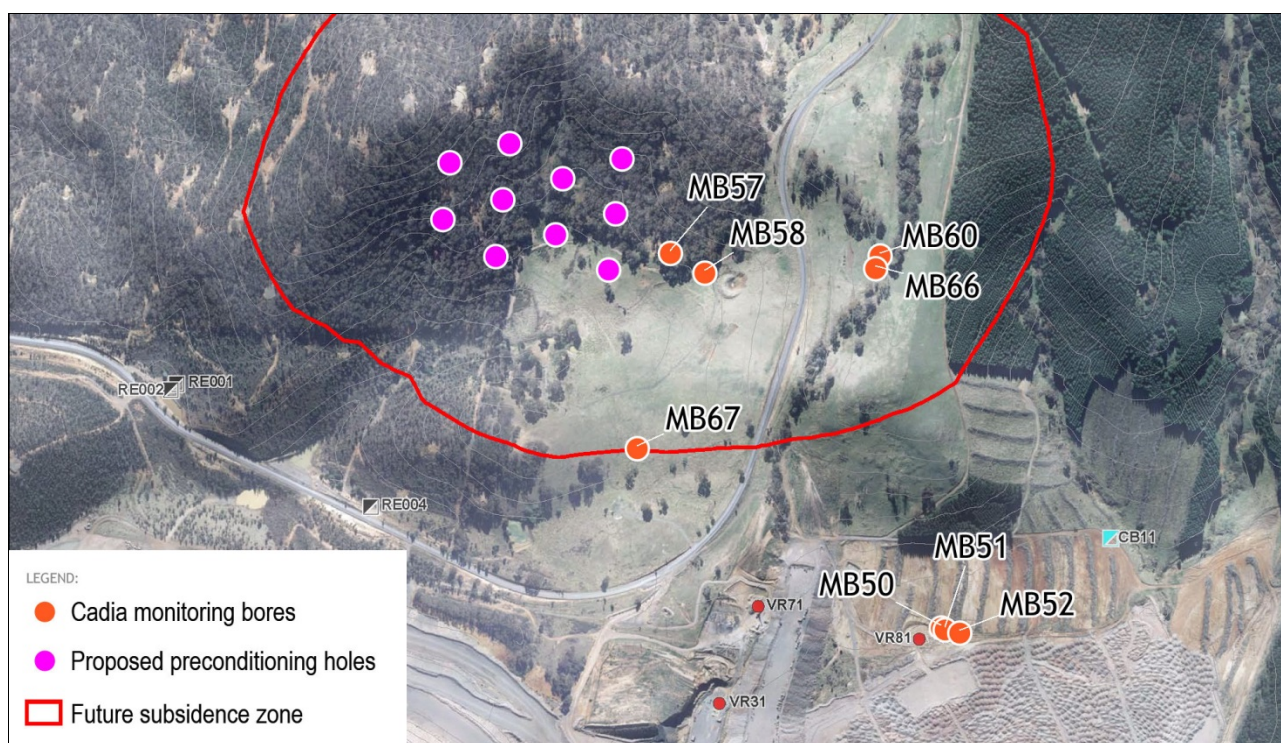 MB57
MB58
MB60
MB66
RE002
RE001
MB67
RE004
CB11
MB51
MB50
MB52
VR71
VR81
VR31
LEGEND:
Cadia monitoring bores
Proposed preconditioning holes
Future subsidence zone